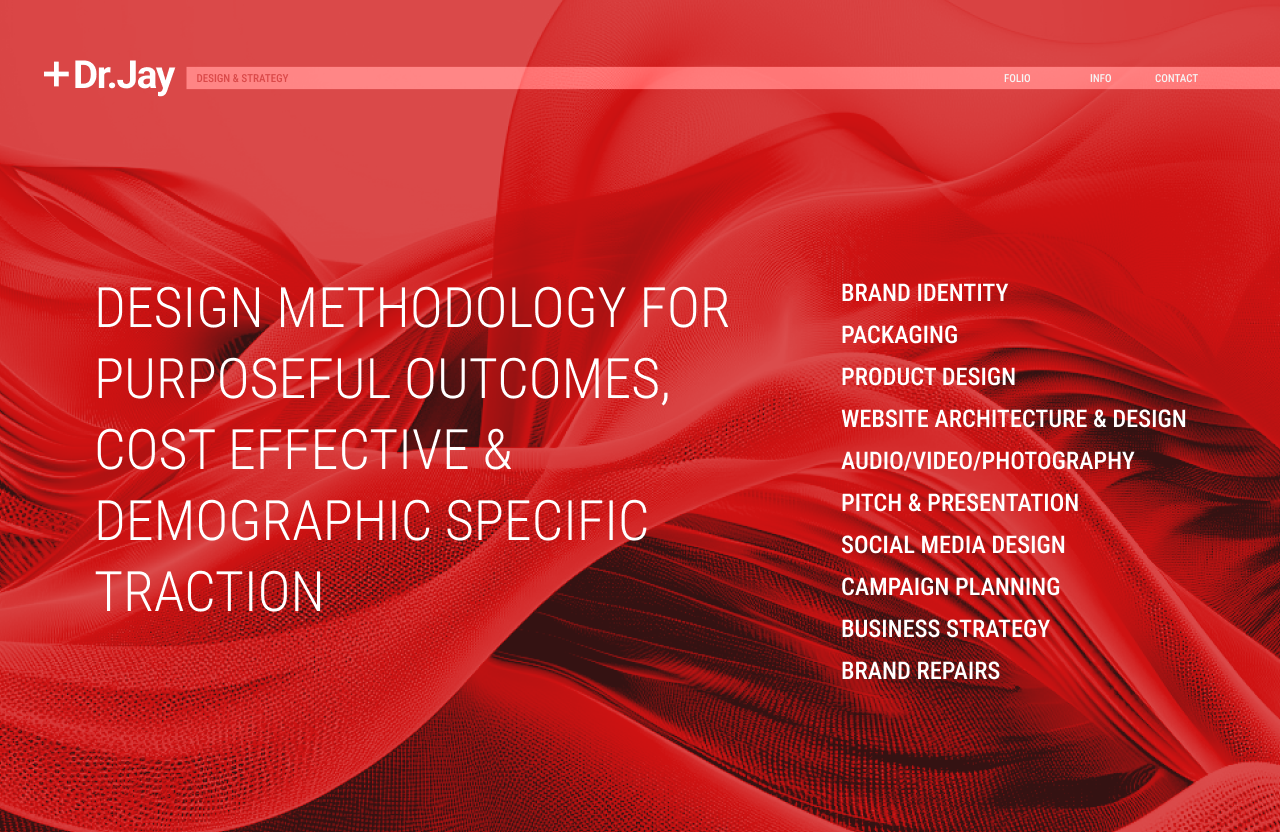 +Dr.Jay
DESIGN & STRATEGY
FOLIO
INFO
CONTACT
DESIGN METHODOLOGY FOR
PURPOSEFUL OUTCOMES,
COST EFFECTIVE &
DEMOGRAPHIC SPECIFIC
TRACTION
BRAND IDENTITY
PACKAGING
PRODUCT DESIGN
WEBSITE ARCHITECTURE & DESIGN
AUDIO/VIDEO/PHOTOGRAPHY
PITCH & PRESENTATION
SOCIAL MEDIA DESIGN
CAMPAIGN PLANNING
BUSINESS STRATEGY
BRAND REPAIRS